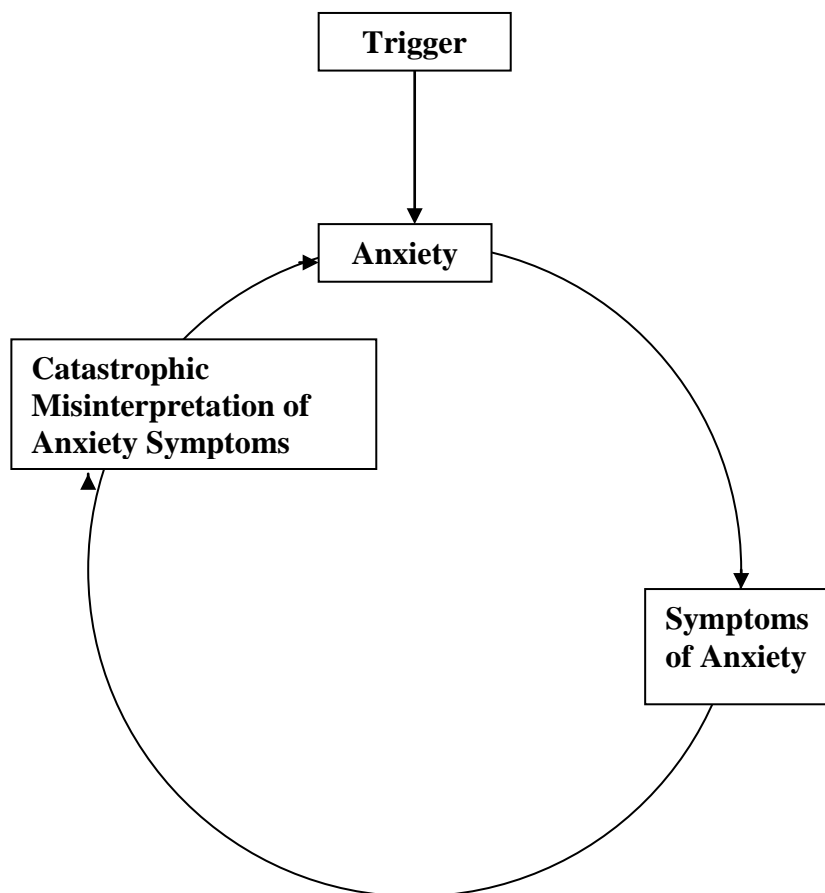 Trigger
Anxiety
Catastrophic
Misinterpretation of
Anxiety Symptoms
Symptoms
of Anxiety